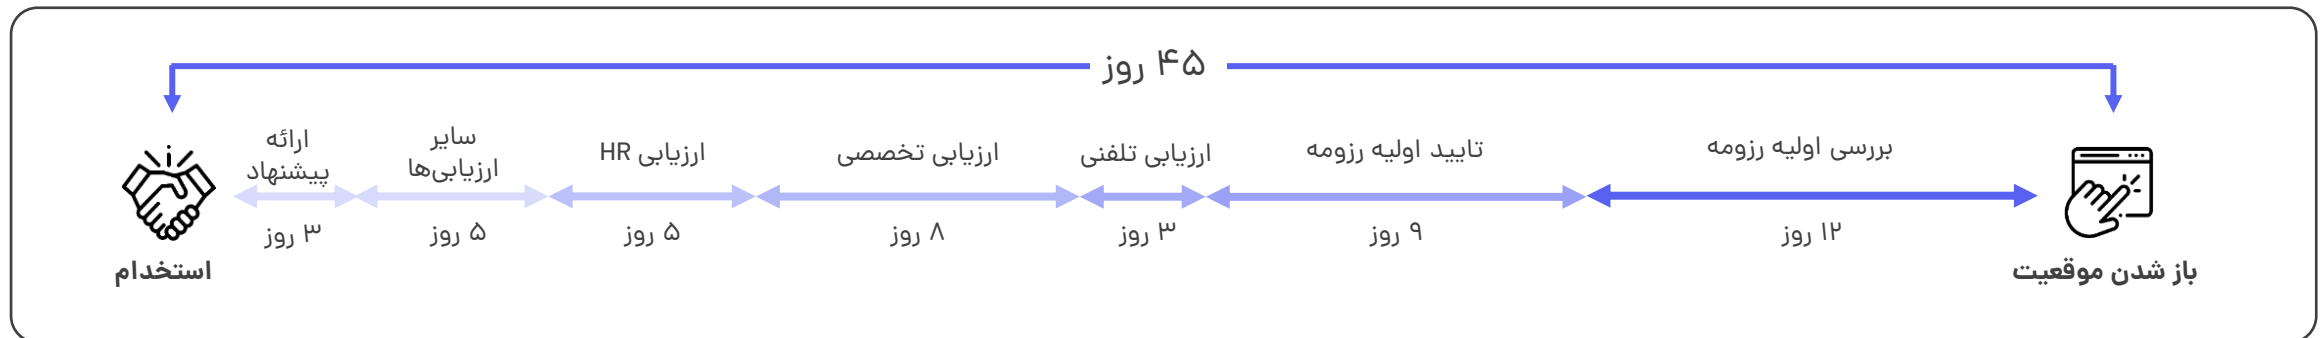 ۴۵ روز
بررسی اولیه رزومه
تایید اولیه رزومه
ارزیابی تلفنی
ارزیابی تخصصی
ارزیابی HR
سایر
ارزیابی‌ها
ارائه
پیشنهاد
۱۲ روز
۹ روز
۳ روز
۸ روز
۵ روز
۵ روز
۳ روز
باز شدن موقعیت
استخدام